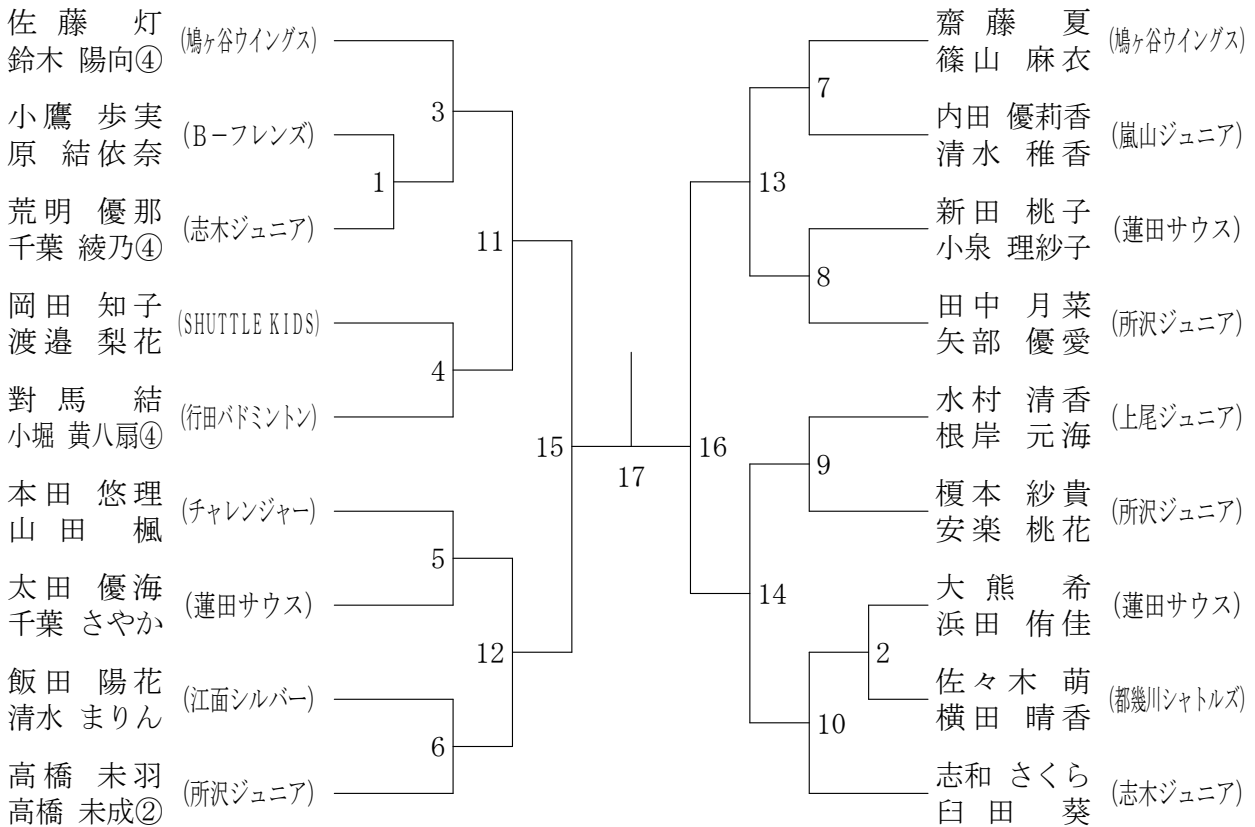 佐藤 灯
鈴木 陽向④
(鳩ヶ谷ウイングス)
小鷹 歩実
原 結依奈
(B－フレンズ)
荒明 優那
千葉 綾乃④
(志木ジュニア)
岡田 知子
渡邉 梨花
(SHUTTLE KIDS)
對馬 結
小堀 黄八扇④
(行田バドミントン)
本田 悠理
山田 楓
(チャレンジャー)
太田 優海
千葉 さやか
(蓮田サウス)
飯田 陽花
清水 まりん
(江面シルバー)
高橋 未羽
高橋 未成②
(所沢ジュニア)
3
1
11
4
15
5
12
6
17
16
7
13
8
9
14
2
10
齋藤 夏
篠山 麻衣
(鳩ヶ谷ウイングス)
内田 優莉香
清水 稚香
(嵐山ジュニア)
新田 桃子
小泉 理紗子
(蓮田サウス)
田中 月菜
矢部 優愛
(所沢ジュニア)
水村 清香
根岸 元海
(上尾ジュニア)
榎本 紗貴
安楽 桃花
(所沢ジュニア)
大熊 希
浜田 侑佳
(蓮田サウス)
佐々木 萌
横田 晴香
(都幾川シャトルズ)
志和 さくら
臼田 葵
(志木ジュニア)